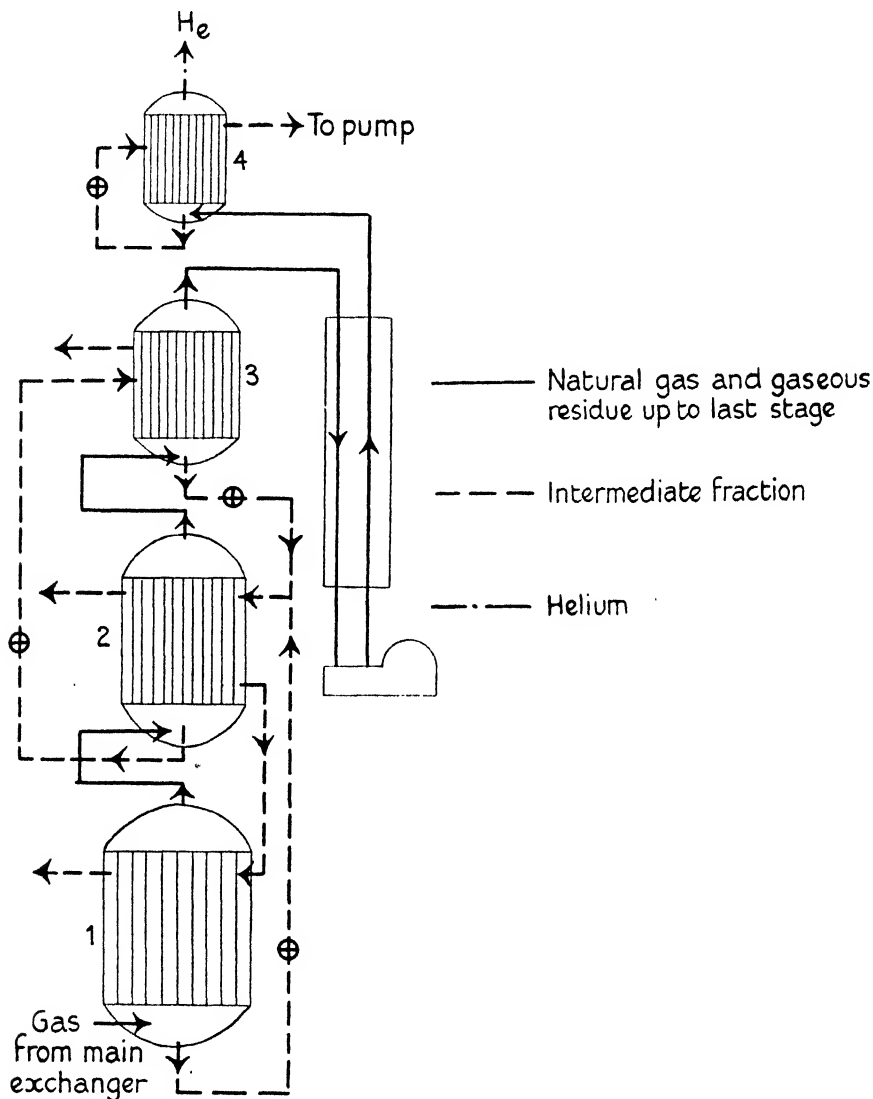 He
To pump
4
3
Natural gas and gaseous
residue up to last stage
Intermediate fraction
2
Helium
1
Gas
from main
exchanger